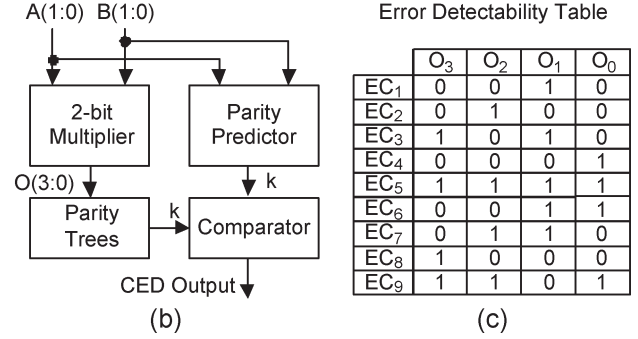 A(1:0) B(1:0)
2-bit
Multiplier
Parity
Predictor
O(3:0)
k
Parity
Trees
k
Comparator
CED Output
(b)
Error Detectability Table
O3 O2 O1 O0
EC1 0 0 1 0
EC2 0 1 0 0
EC3 1 0 1 0
EC4 0 0 0 1
EC5 1 1 1 1
EC6 0 0 1 1
EC7 0 1 1 0
EC8 1 0 0 0
EC9 1 1 0 1
(c)